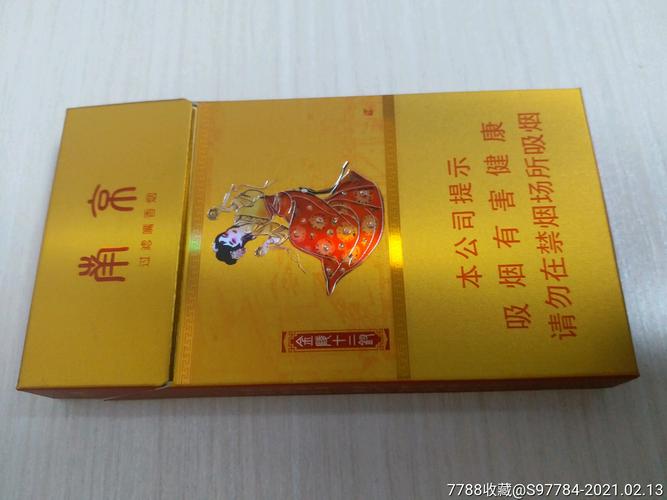 南京
过滤嘴香烟
金陵十二釵
本公司提示
吸烟有害健康
请勿在禁烟场所吸烟
7788收藏@S97784-2021.02.13